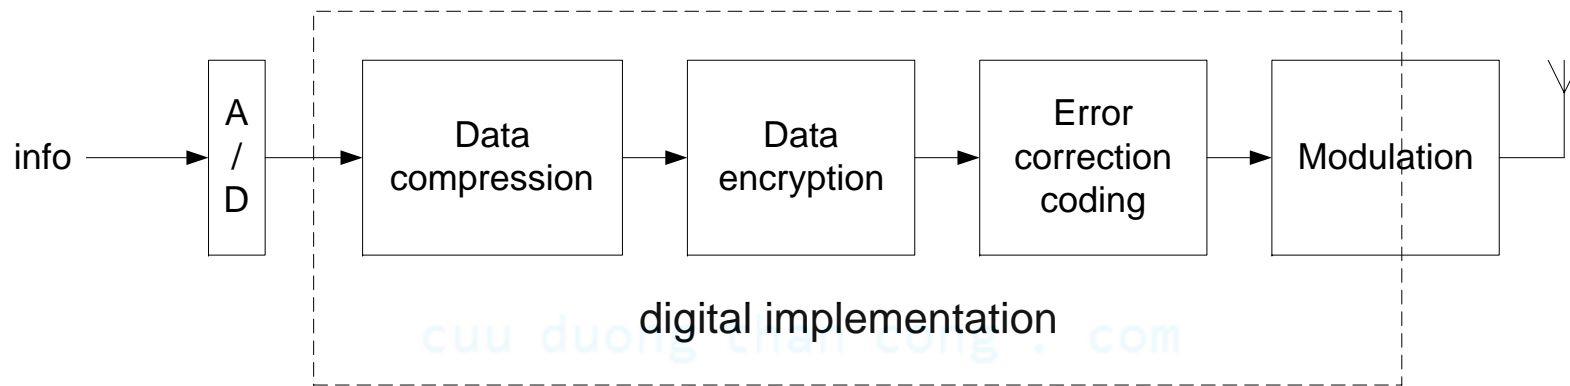 info
A
/
D
Data
compression
Data
encryption
Error
correction
coding
Modulation
digital implementation
cuu duong than cong . com